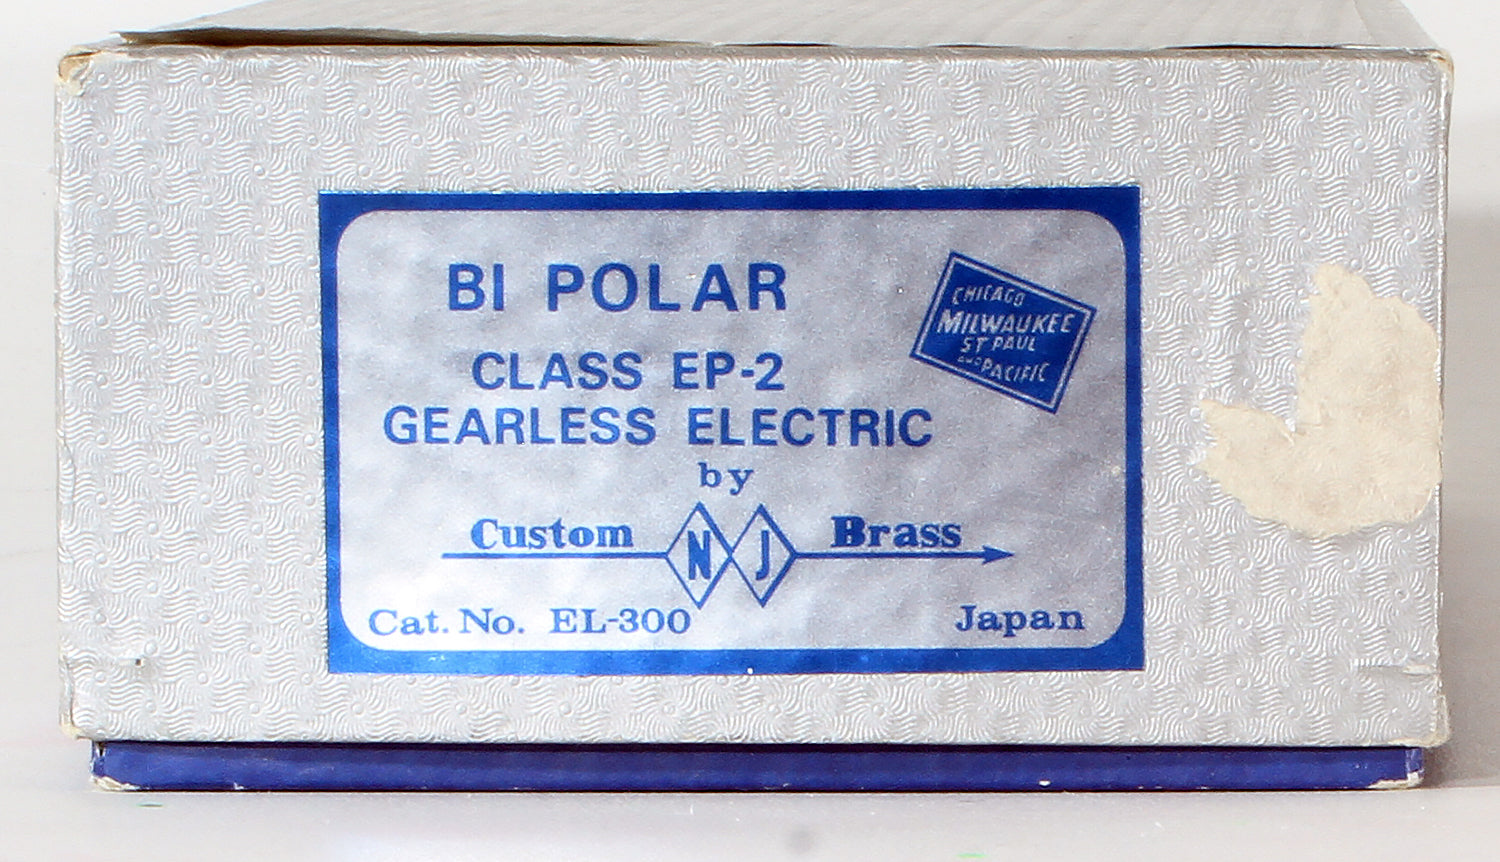 BI POLAR
CLASS EP-2
GEARLESS ELECTRIC
by
Custom NJ Brass
Cat. No. EL-300
Japan
CHICAGO
MILWAUKEE
ST PAUL
AND PACIFIC